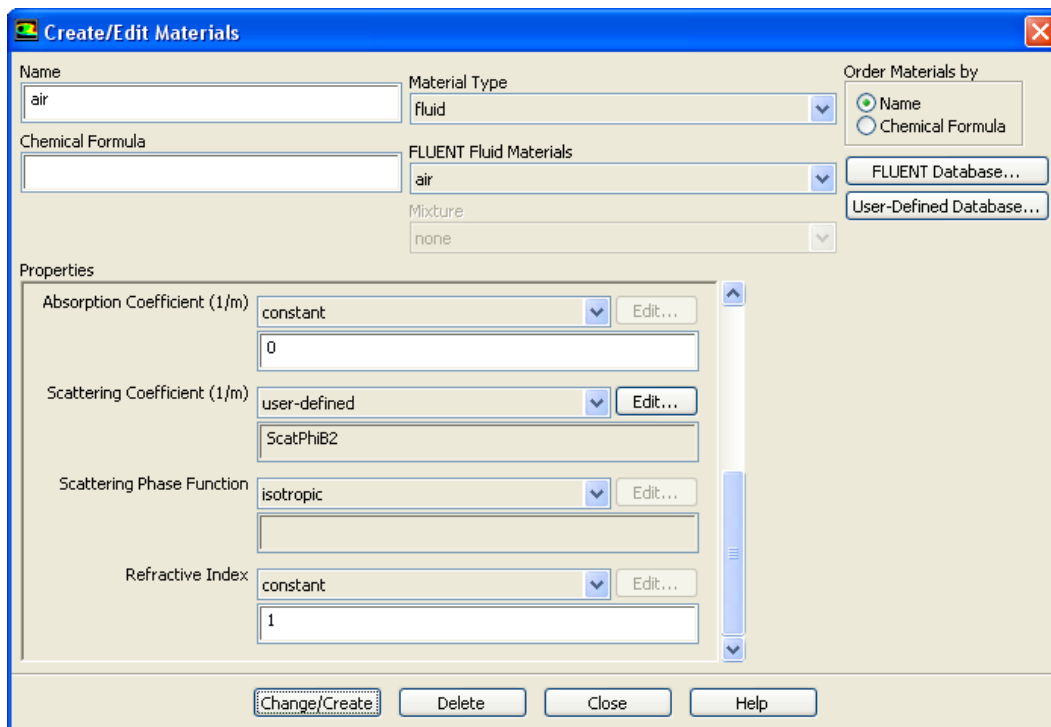 Create/Edit Materials
Name
air
Chemical Formula
Material Type
fluid
FLUENT Fluid Materials
air
Mixture
none
Order Materials by
Name
Chemical Formula
FLUENT Database...
User-Defined Database...
Properties
Absorption Coefficient (1/m)
constant
Edit...
0
Scattering Coefficient (1/m)
user-defined
Edit...
ScatPhiB2
Scattering Phase Function
isotropic
Edit...
Refractive Index
constant
Edit...
1
Change/Create
Delete
Close
Help